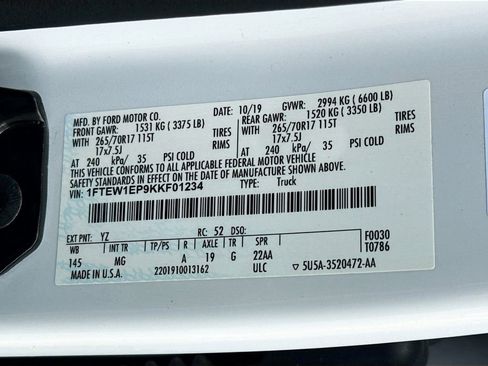 MFD. BY FORD MOTOR CO. 10/19 GVWR: 2994 KG ( 6600 LB)
FRONT GAWR: 1531 KG ( 3375 LB) REAR GAWR: 1520 KG ( 3350 LB)
WITH 265/70R17 115T TIRES WITH 265/70R17 115T TIRES
17x7.5J 17x7.5J
AT 240 kPa/ 35 PSI COLD AT 240 kPa/ 35 PSI COLD
THIS VEHICLE CONFORMS TO ALL APPLICABLE FEDERAL MOTOR VEHICLE
SAFETY STANDARDS IN EFFECT ON THE DATE OF MANUFACTURE SHOWN ABOVE.
VIN: 1FTEW1EP9KKF01234 TYPE: Truck
EXT PNT: YZ RC: 52 DSO: F0030
WB INT TR TP/PS R AXLE TR SPR T0786
145 MG A 19 G 22AA
MADE IN U.S.A. 2201910013162 ULC ▽ 5U5A-3520472-AA